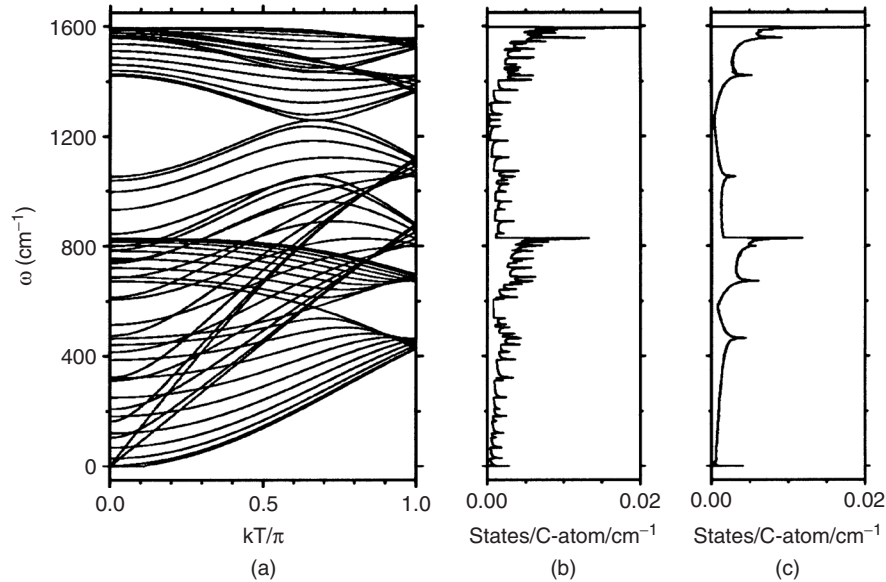 1600
1200
800
400
0
ω (cm⁻¹)
0.0 0.5 1.0
kT/π
(a)
0.00 0.02
States/C-atom/cm⁻¹
(b)
0.00 0.02
States/C-atom/cm⁻¹
(c)